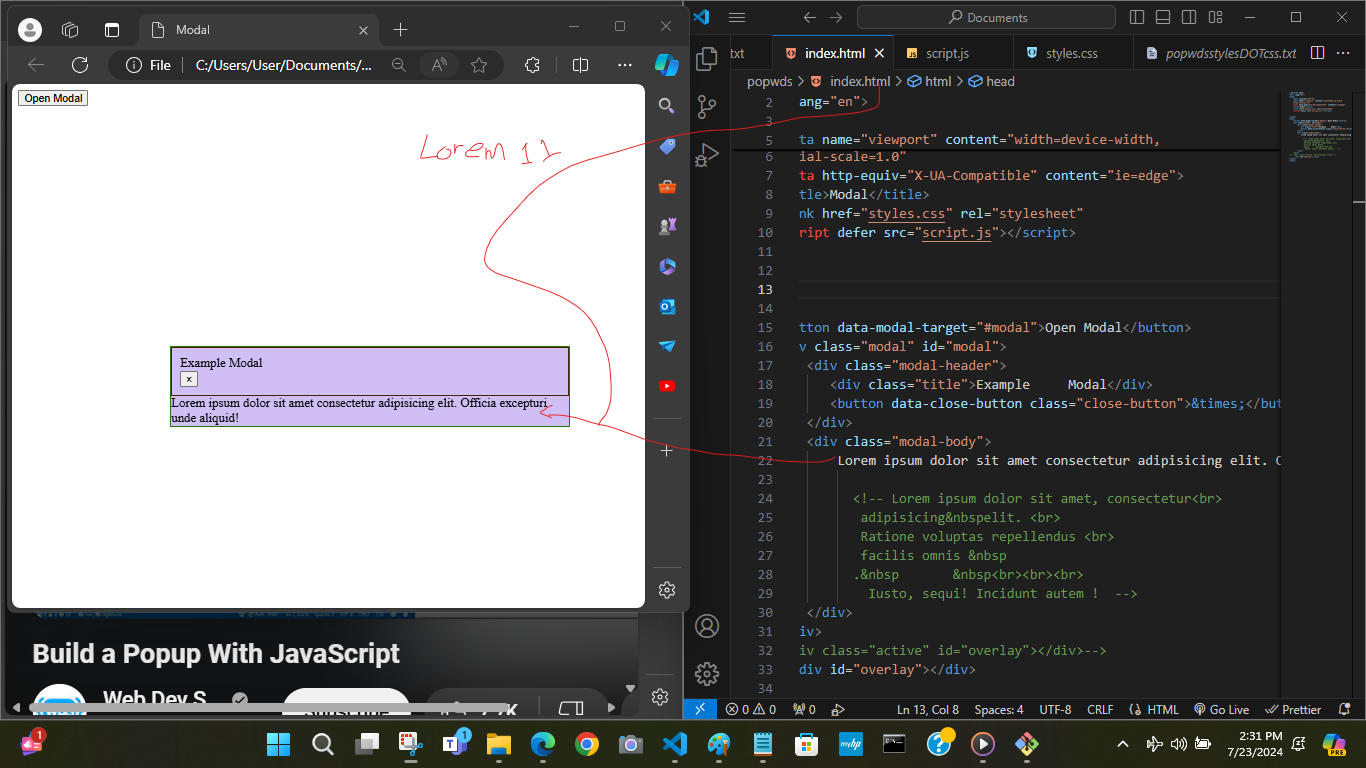 Modal
File
C:/Users/User/Documents/...
Open Modal
Lorem 11
Example Modal
×
Lorem ipsum dolor sit amet consectetur adipisicing elit. Officia excepturi
unde aliquid!
Build a Popup With JavaScript
Web Dev S
Documents
txt
index.html
script.js
styles.css
popwdsstylesDOTcss.txt
popwds > index.html > html > head
2 ang="en">
3
5 ta name="viewport" content="width=device-width,
6 ial-scale=1.0"
7 ta http-equiv="X-UA-Compatible" content="ie=edge">
8 tle>Modal</title>
9 nk href="styles.css" rel="stylesheet"
10 ript defer src="script.js"></script>
11
12
13
14
15 tton data-modal-target="#modal">Open Modal</button>
16 v class="modal" id="modal">
17 <div class="modal-header">
18 <div class="title">Example     Modal</div>
19 <button data-close-button class="close-button">&times;</but
20 </div>
21 <div class="modal-body">
22 Lorem ipsum dolor sit amet consectetur adipisicing elit. O
23
24 <!-- Lorem ipsum dolor sit amet, consectetur<br>
25 adipisicing&nbspelit. <br>
26 Ratione voluptas repellendus <br>
27 facilis omnis &nbsp
28 .&nbsp       &nbsp<br><br><br>
29 Iusto, sequi! Incidunt autem !  -->
30 </div>
31 iv>
32 iv class="active" id="overlay"></div>-->
33 div id="overlay"></div>
34
0 0 0 Ln 13, Col 8 Spaces: 4 UTF-8 CRLF HTML Go Live Prettier
1
1
myhp
2:31 PM
7/23/2024
PRE